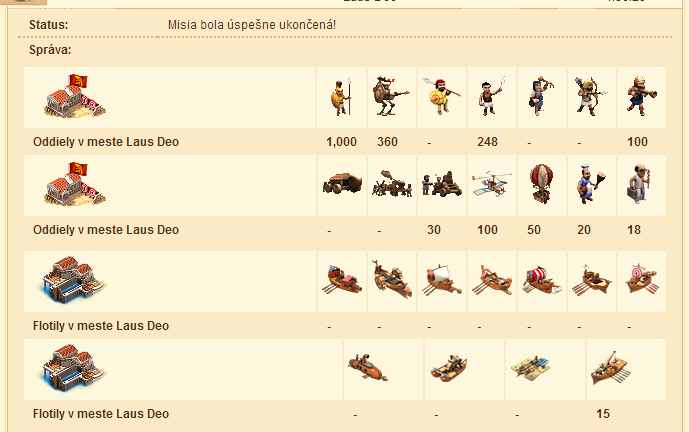 Status: Misia bola úspešne ukončená!
Správa:
Oddiely v meste Laus Deo 1,000 360 - 248 - - 100
Oddiely v meste Laus Deo - - 30 100 50 20 18
Flotily v meste Laus Deo - - - - - - -
Flotily v meste Laus Deo - - - 15